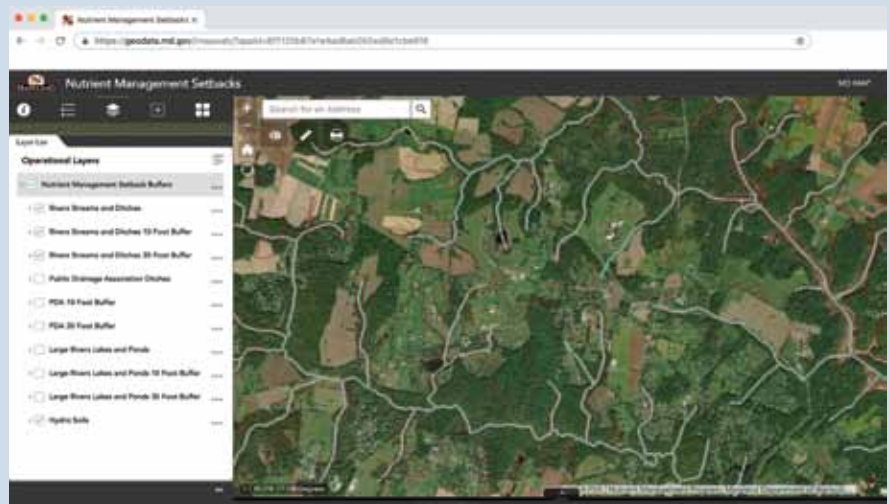 Nutrient Management Setbacks
Nutrient Management Setbacks
MD iMAP
Search for an Address
Layer List
Operational Layers
Nutrient Management Setback Buffers
Rivers Streams and Ditches
Rivers Streams and Ditches 10 Foot Buffer
Rivers Streams and Ditches 35 Foot Buffer
Public Drainage Association Ditches
PDA 10 Foot Buffer
PDA 35 Foot Buffer
Large Rivers Lakes and Ponds
Large Rivers Lakes and Ponds 10 Foot Buffer
Large Rivers Lakes and Ponds 35 Foot Buffer
Hydric Soils